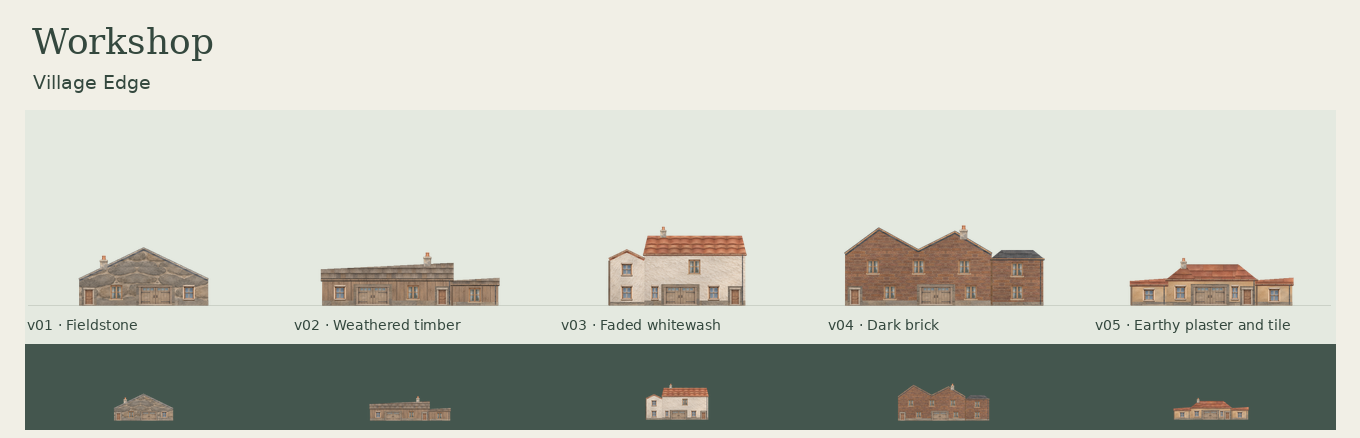 Workshop
Village Edge
v01 · Fieldstone
v02 · Weathered timber
v03 · Faded whitewash
v04 · Dark brick
v05 · Earthy plaster and tile